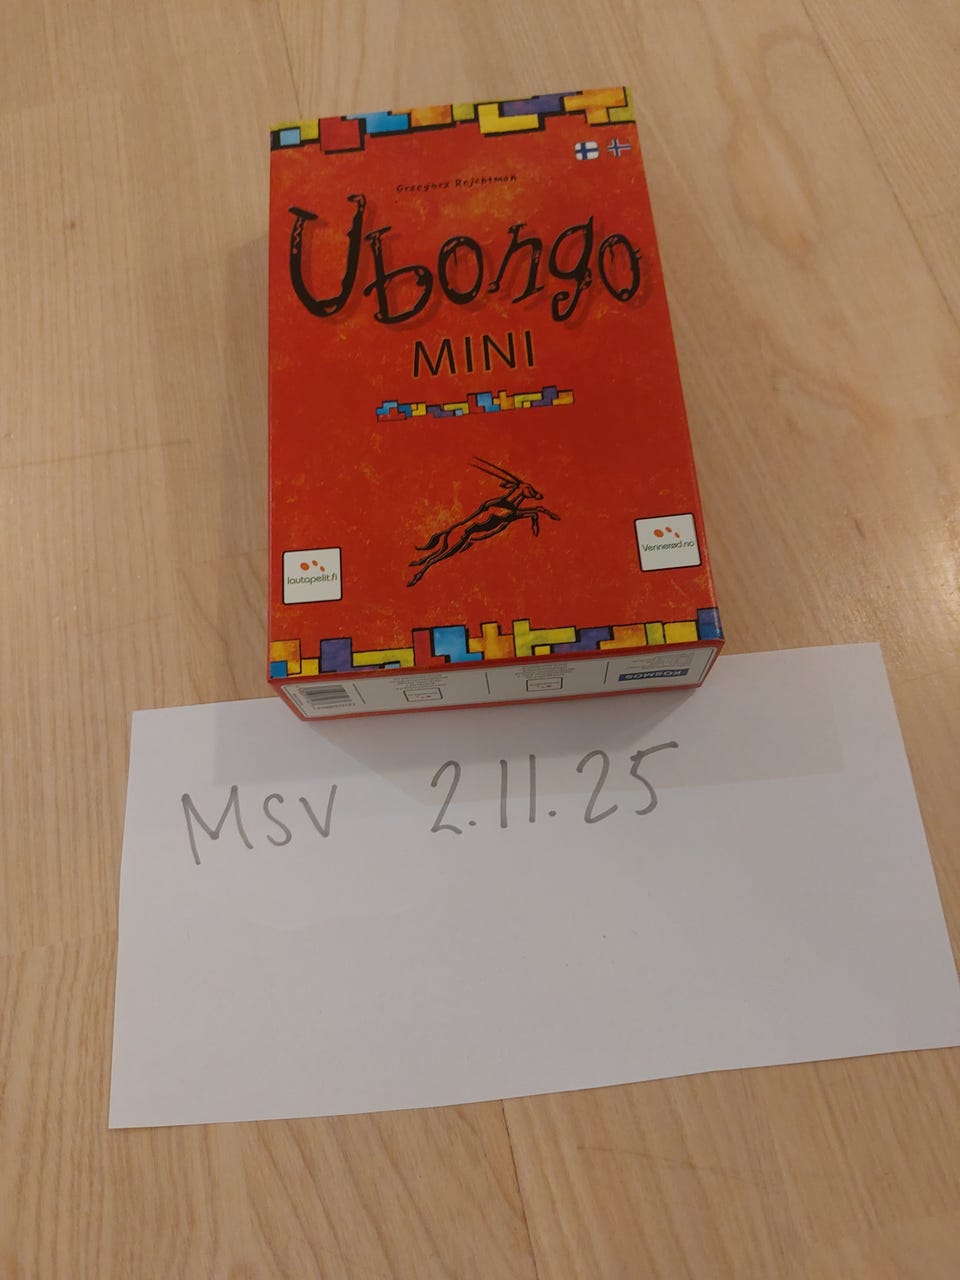 Grzegorz Rejchtman
Ubongo
MINI
lautapelit.fi
Vennerød.no
KOSMOS
MSV 2.11.25